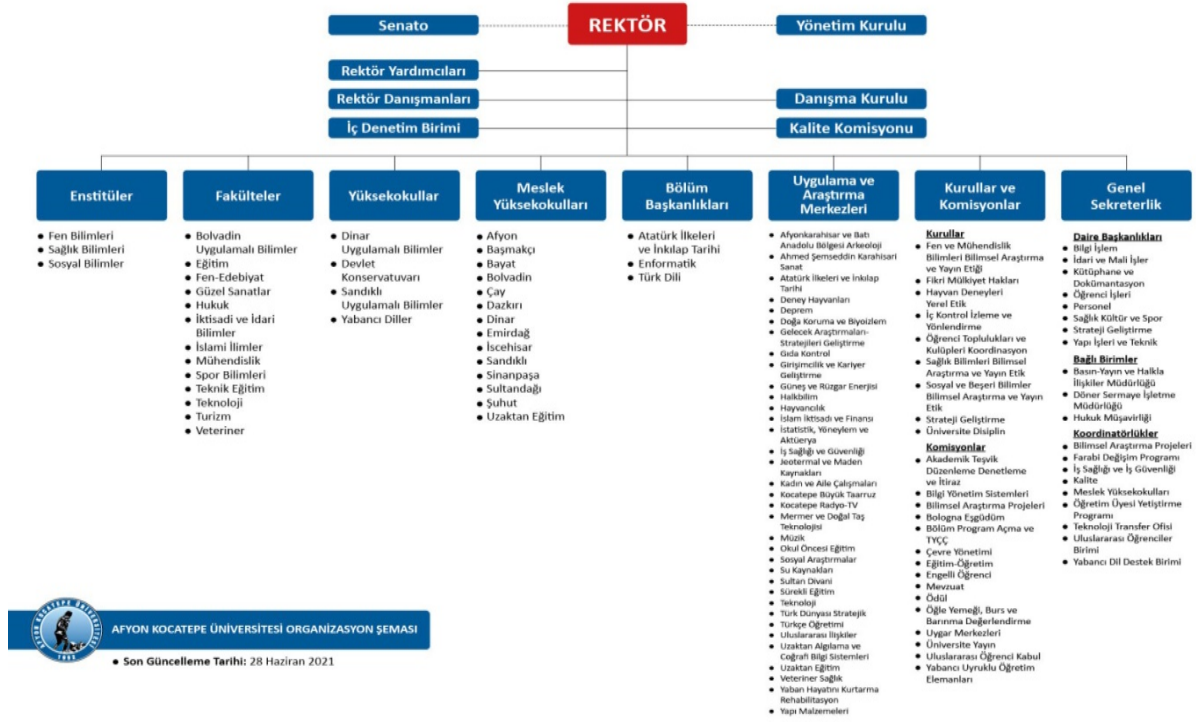 Senato
REKTÖR
Yönetim Kurulu
Rektör Yardımcıları
Rektör Danışmanları
Danışma Kurulu
İç Denetim Birimi
Kalite Komisyonu
Enstitüler
• Fen Bilimleri
• Sağlık Bilimleri
• Sosyal Bilimler
Fakülteler
• Bolvadin
Uygulamalı Bilimler
• Eğitim
• Fen-Edebiyat
• Güzel Sanatlar
• Hukuk
• İktisadi ve İdari
Bilimler
• İslami İlimler
• Mühendislik
• Spor Bilimleri
• Teknik Eğitim
• Teknoloji
• Turizm
• Veteriner
Yüksekokullar
• Dinar
Uygulamalı Bilimler
• Devlet
Konservatuvarı
• Sandıklı
Uygulamalı Bilimler
• Yabancı Diller
Meslek
Yüksekokulları
• Afyon
• Başmakçı
• Bayat
• Bolvadin
• Çay
• Dazkırı
• Dinar
• Emirdağ
• İscehisar
• Sandıklı
• Sinanpaşa
• Sultandağı
• Şuhut
• Uzaktan Eğitim
Bölüm
Başkanlıkları
• Atatürk İlkeleri
ve İnkılap Tarihi
• Enformatik
• Türk Dili
Uygulama ve
Araştırma
Merkezleri
• Afyonkarahisar ve Batı
Anadolu Bölgesi Arkeoloji
• Ahmed Şemseddin Karahisari
Sanat
• Atatürk İlkeleri ve İnkılap
Tarihi
• Deney Hayvanları
• Deprem
• Doğa Koruma ve Biyoizlem
• Gelecek Araştırmaları-
Stratejileri Geliştirme
• Gıda Kontrol
• Girişimcilik ve Kariyer
Geliştirme
• Güneş ve Rüzgar Enerjisi
• Halkbilim
• Hayvancılık
• İslam İktisadı ve Finansı
• İstatistik, Yöneylem ve
Aktüerya
• İş Sağlığı ve Güvenliği
• Jeotermal ve Maden
Kaynakları
• Kadın ve Aile Çalışmaları
• Kocatepe Büyük Taarruz
• Kocatepe Radyo-TV
• Mermer ve Doğal Taş
Teknolojisi
• Müzik
• Okul Öncesi Eğitim
• Sosyal Araştırmalar
• Su Kaynakları
• Sultan Divani
• Sürekli Eğitim
• Teknoloji
• Türk Dünyası Stratejik
• Türkçe Öğretimi
• Uluslararası İlişkiler
• Uzaktan Algılama ve
Coğrafi Bilgi Sistemleri
• Uzaktan Eğitim
• Veteriner Sağlık
• Yaban Hayatını Kurtarma
Rehabilitasyon
• Yapı Malzemeleri
Kurullar ve
Komisyonlar
Kurullar
• Fen ve Mühendislik
Bilimleri Bilimsel Araştırma
ve Yayın Etiği
• Fikri Mülkiyet Hakları
• Hayvan Deneyleri
Yerel Etik
• İç Kontrol İzleme ve
Yönlendirme
• Öğrenci Toplulukları ve
Kulüpleri Koordinasyon
• Sağlık Bilimleri Bilimsel
Araştırma ve Yayın Etik
• Sosyal ve Beşeri Bilimler
Bilimsel Araştırma ve Yayın
Etik
• Strateji Geliştirme
• Üniversite Disiplin
Komisyonlar
• Akademik Teşvik
Düzenleme Denetleme
ve İtiraz
• Bilgi Yönetim Sistemleri
• Bilimsel Araştırma Projeleri
• Bologna Eşgüdüm
• Bölüm Program Açma ve
TYÇÇ
• Çevre Yönetimi
• Eğitim-Öğretim
• Engelli Öğrenci
• Mevzuat
• Ödül
• Öğle Yemeği, Burs ve
Barınma Değerlendirme
• Uygar Merkezleri
• Üniversite Yayın
• Uluslararası Öğrenci Kabul
• Yabancı Uyruklu Öğretim
Elemanları
Genel
Sekreterlik
Daire Başkanlıkları
• Bilgi İşlem
• İdari ve Mali İşler
• Kütüphane ve
Dokümantasyon
• Öğrenci İşleri
• Personel
• Sağlık Kültür ve Spor
• Strateji Geliştirme
• Yapı İşleri ve Teknik
Bağlı Birimler
• Basın-Yayın ve Halkla
İlişkiler Müdürlüğü
• Döner Sermaye İşletme
Müdürlüğü
• Hukuk Müşavirliği
Koordinatörlükler
• Bilimsel Araştırma Projeleri
• Farabi Değişim Programı
• İş Sağlığı ve İş Güvenliği
• Kalite
• Meslek Yüksekokulları
• Öğretim Üyesi Yetiştirme
Programı
• Teknoloji Transfer Ofisi
• Uluslararası Öğrenciler
Birimi
• Yabancı Dil Destek Birimi
AFYON KOCATEPE ÜNİVERSİTESİ
1992
AFYON KOCATEPE ÜNİVERSİTESİ ORGANİZASYON ŞEMASI
• Son Güncelleme Tarihi: 28 Haziran 2021